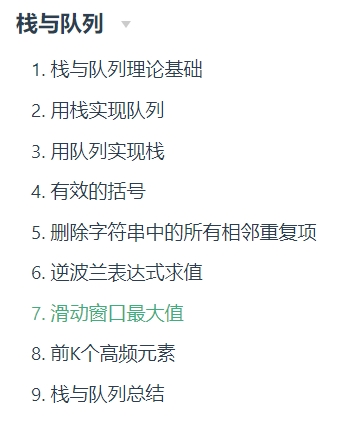 栈与队列
1. 栈与队列理论基础
2. 用栈实现队列
3. 用队列实现栈
4. 有效的括号
5. 删除字符串中的所有相邻重复项
6. 逆波兰表达式求值
7. 滑动窗口最大值
8. 前K个高频元素
9. 栈与队列总结